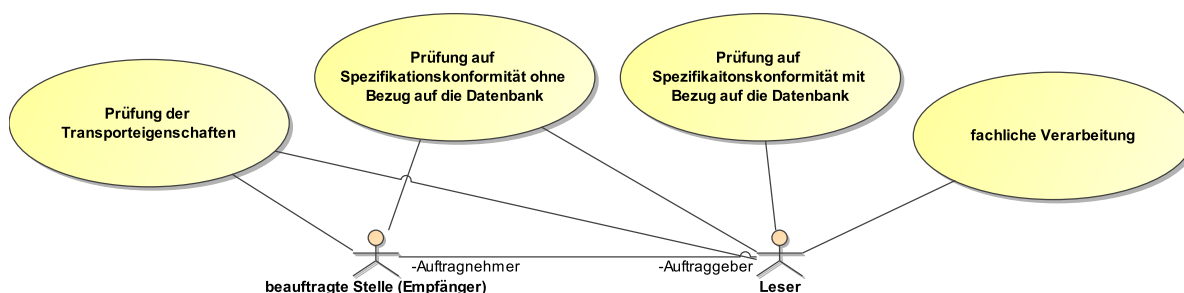 Prüfung der
Transporteigenschaften
Prüfung auf
Spezifikationskonformität ohne
Bezug auf die Datenbank
Prüfung auf
Spezifikaitonskonformität mit
Bezug auf die Datenbank
fachliche Verarbeitung
-Auftragnehmer
-Auftraggeber
beauftragte Stelle (Empfänger)
Leser